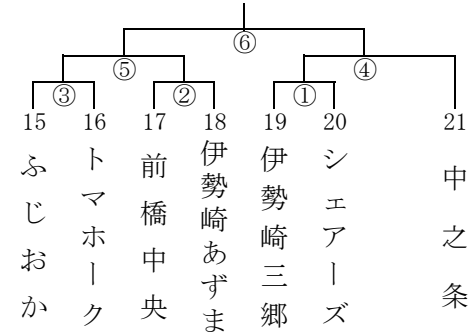 ⑥
⑤
④
③
②
①
15
16
17
18
19
20
21
ふじおか
トマホーク
前橋中央
伊勢崎あずま
伊勢崎三郷
シェアーズ
中之条